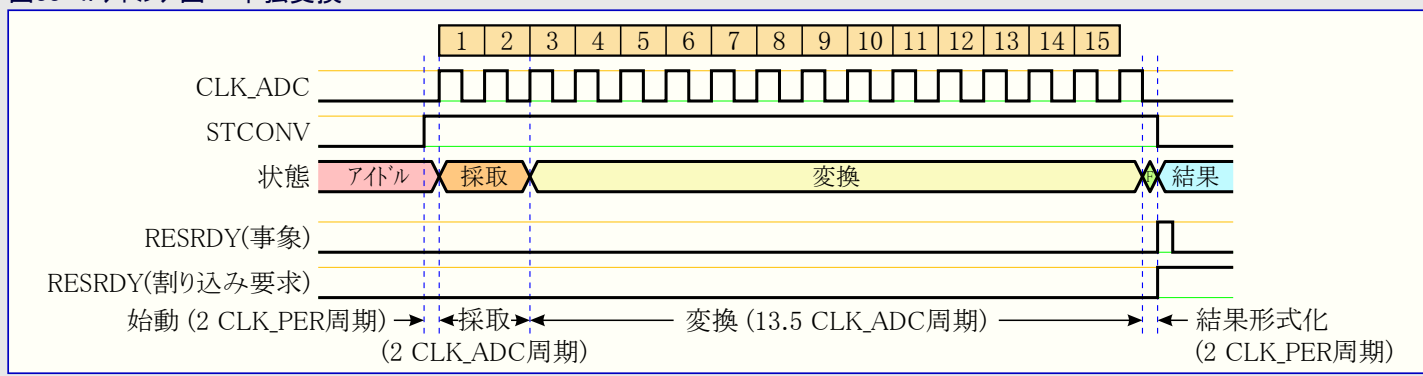 1 2 3 4 5 6 7 8 9 10 11 12 13 14 15
CLK_ADC
STCONV
状態 アイドル 採取 変換 F 結果
RESRDY(事象)
RESRDY(割り込み要求)
始動 (2 CLK_PER周期) 採取 変換 (13.5 CLK_ADC周期) 結果形式化
(2 CLK_ADC周期) (2 CLK_PER周期)